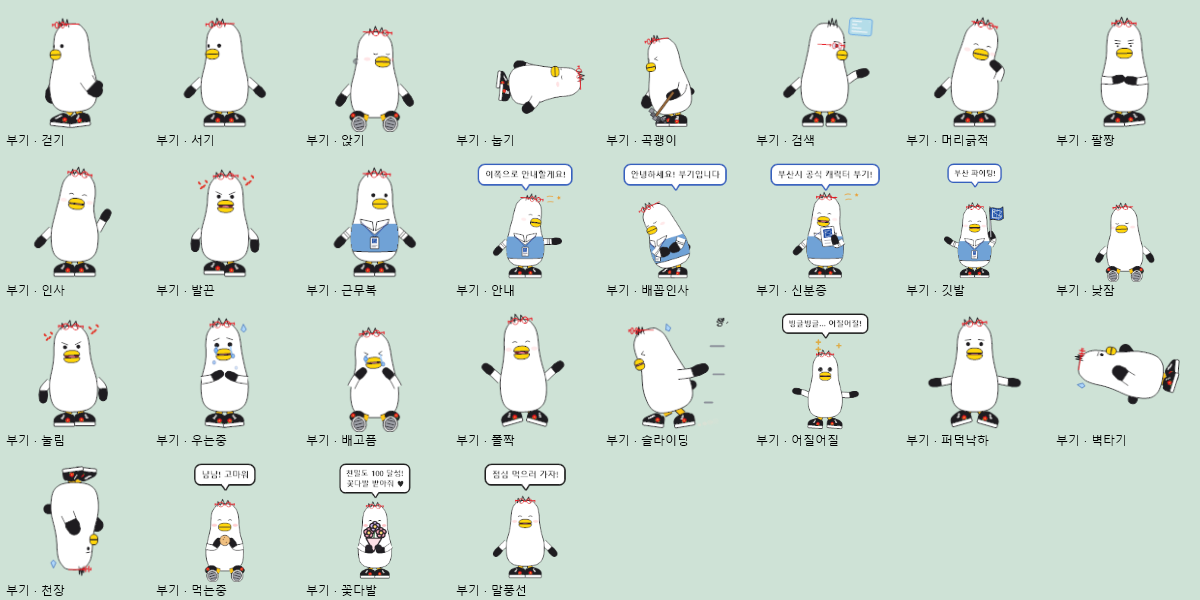 부기 · 걷기
부기 · 서기
부기 · 앉기
부기 · 눕기
부기 · 곡괭이
부기 · 검색
부기 · 머리긁적
부기 · 팔짱
이쪽으로 안내할게요!
안녕하세요! 부기입니다
부산시 공식 캐릭터 부기!
부산 파이팅!
부기 · 인사
부기 · 발끈
부기 · 근무복
부기 · 안내
부기 · 배꼽인사
부기 · 신분증
부기 · 깃발
부기 · 낮잠
쌩~
빙글빙글... 어질어질!
부기 · 눌림
부기 · 우는중
부기 · 배고픔
부기 · 폴짝
부기 · 슬라이딩
부기 · 어질어질
부기 · 퍼덕낙하
부기 · 벽타기
냠냠! 고마워
친밀도 100 달성!
꽃다발 받아줘 ♥
점심 먹으러 가자!
부기 · 천장
부기 · 먹는중
부기 · 꽃다발
부기 · 말풍선